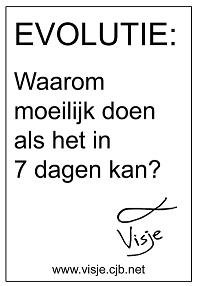 EVOLUTIE:
Waarom
moeilijk doen
als het in
7 dagen kan?
Visje
www.visje.cjb.net